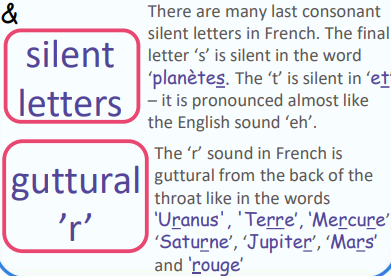 &
silent
letters
There are many last consonant
silent letters in French. The final
letter ‘s’ is silent in the word
‘planètes. The ‘t’ is silent in ‘et’
– it is pronounced almost like
the English sound ‘eh’.
guttural
’r’
The ‘r’ sound in French is
guttural from the back of the
throat like in the words
‘Uranus', 'Terre’, ‘Mercure’
‘Saturne’, ‘Jupiter’, ‘Mars’
and ‘rouge’